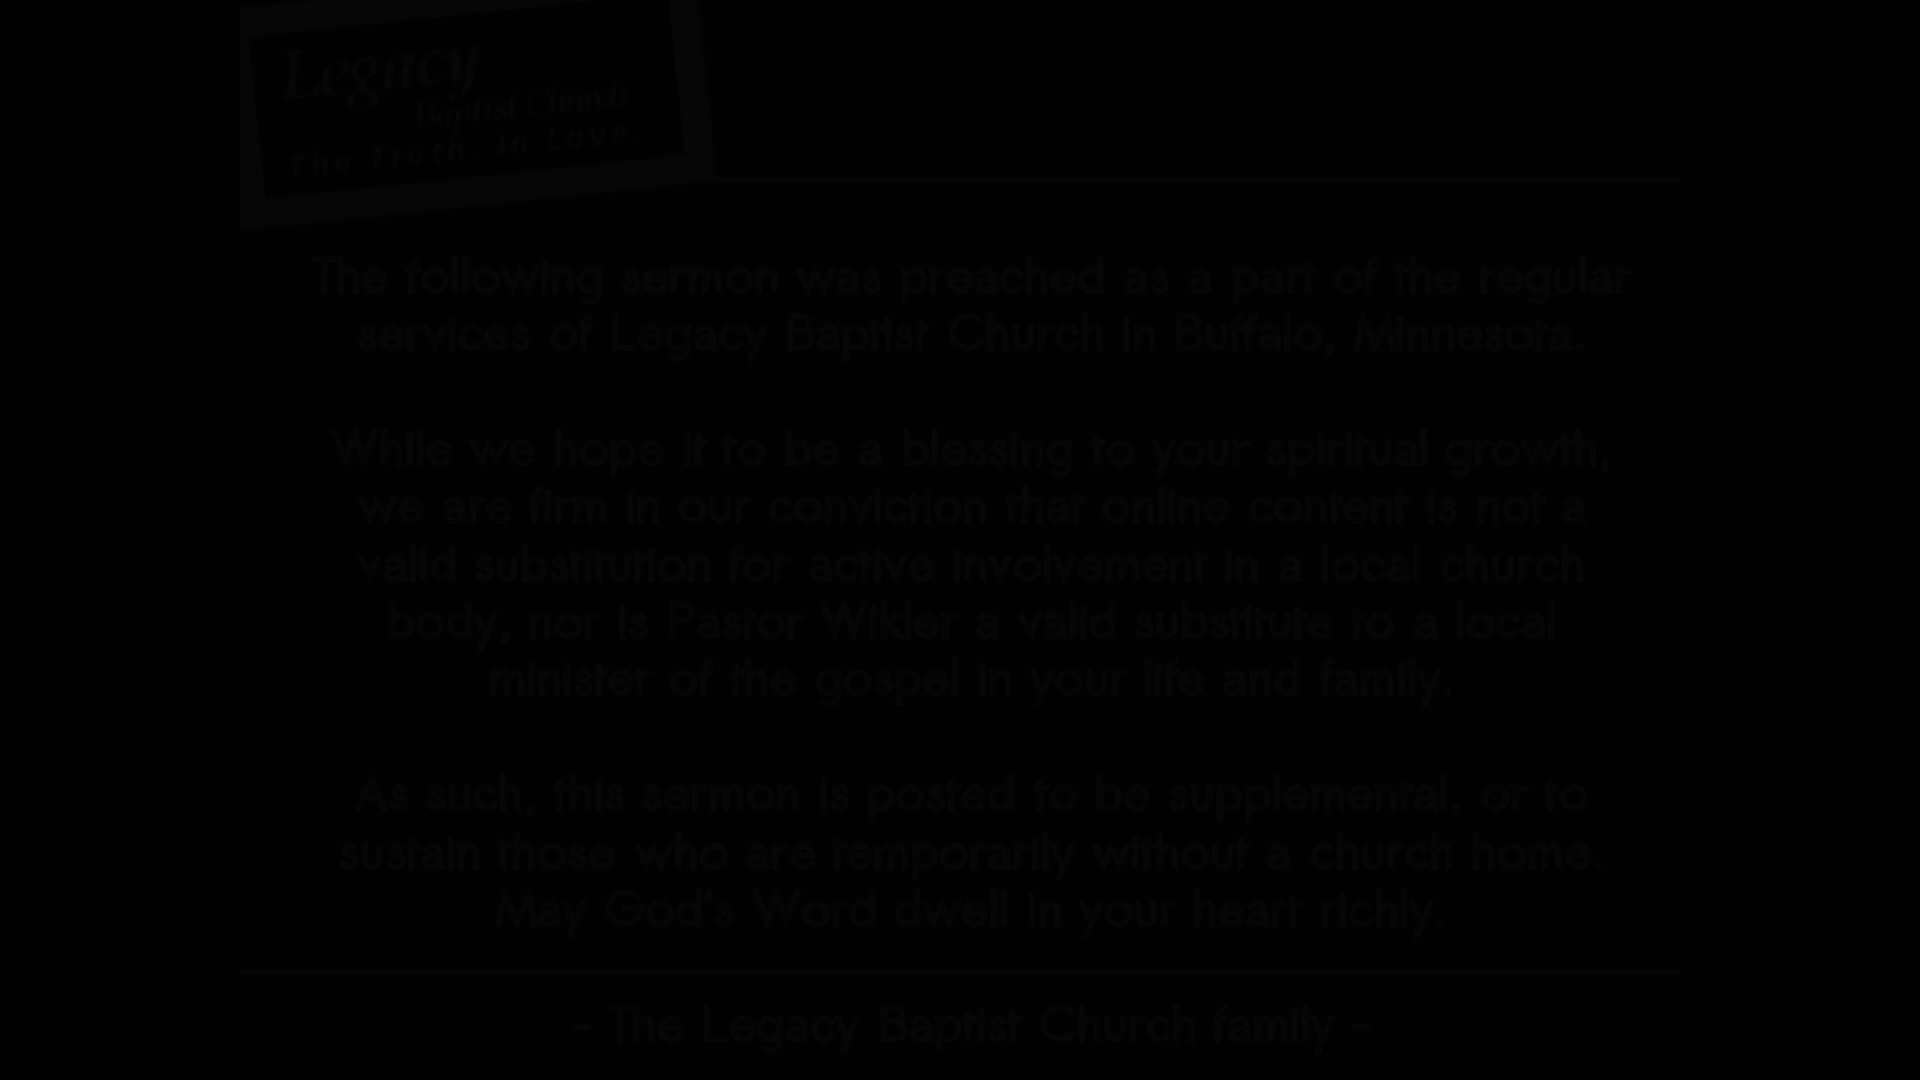 Legacy
Baptist Church
The Truth. In Love.
The following sermon was preached as a part of the regular
services of Legacy Baptist Church in Buffalo, Minnesota.
While we hope it to be a blessing to your spiritual growth,
we are firm in our conviction that online content is not a
valid substitution for active involvement in a local church
body, nor is Pastor Wikler a valid substitute to a local
minister of the gospel in your life and family.
As such, this sermon is posted to be supplemental, or to
sustain those who are temporarily without a church home.
May God's Word dwell in your heart richly.
- The Legacy Baptist Church family -